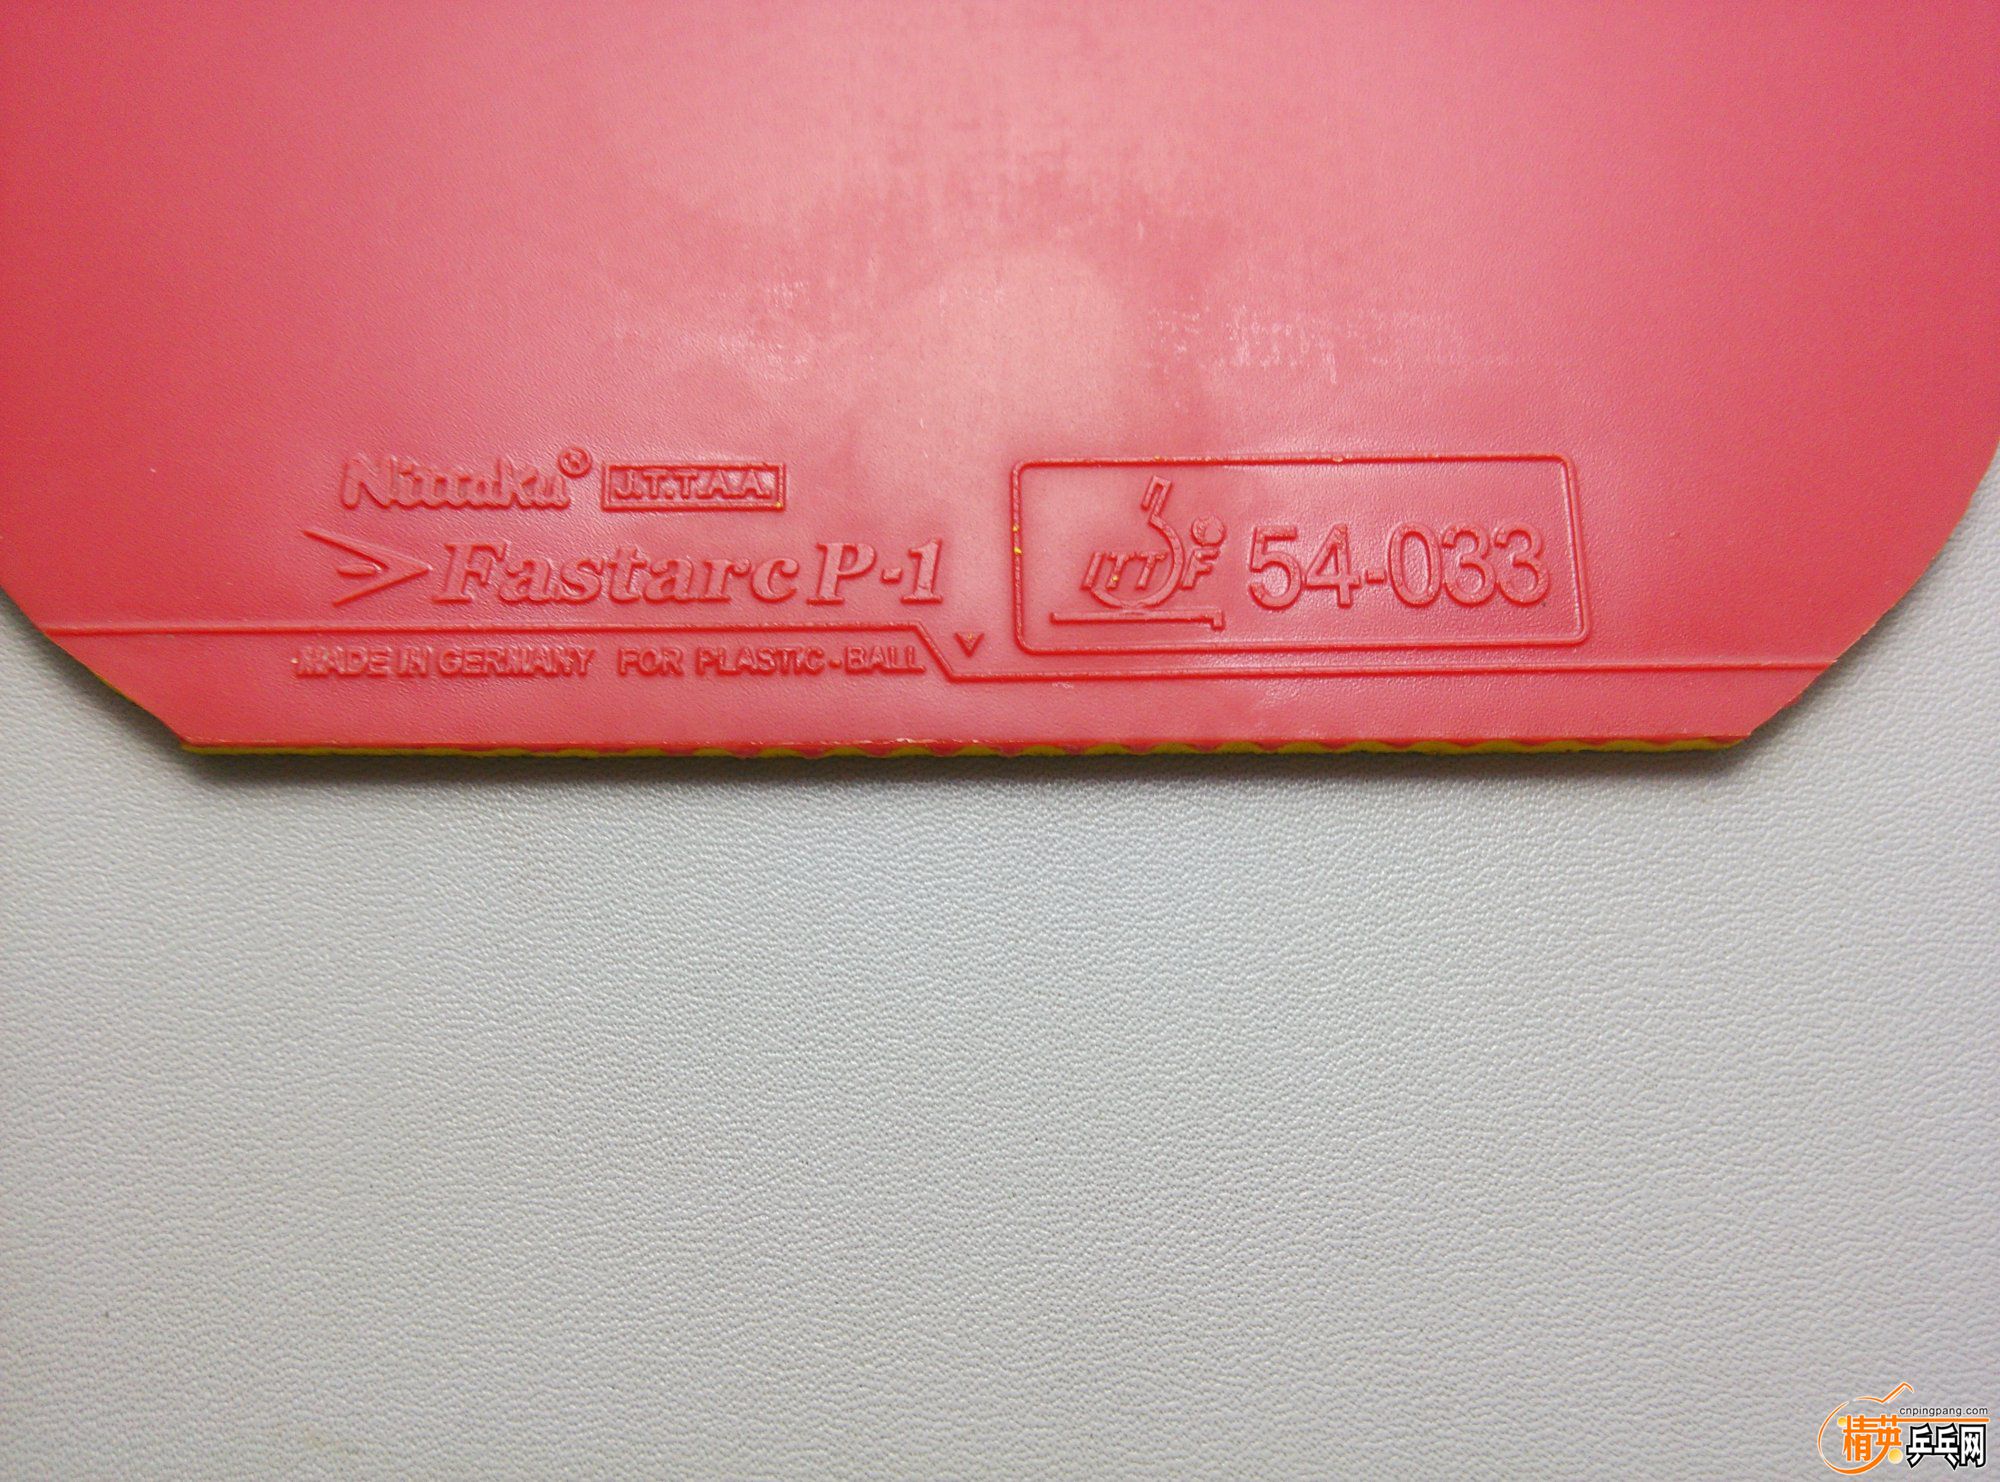 Nittaku® J.T.T.A.A.
Fastarc P-1
MADE IN GERMANY FOR PLASTIC-BALL
ITTF 54-033
cnpingpang.com
精英乒乓网